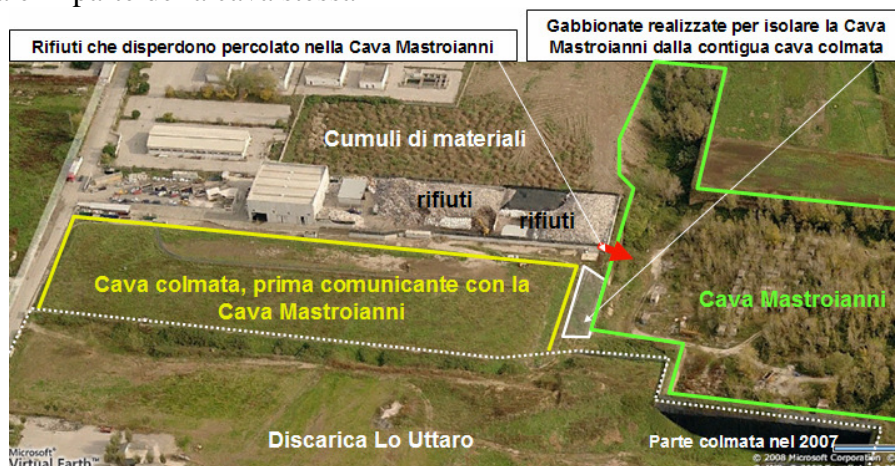 Rifiuti che disperdono percolato nella Cava Mastroianni
Gabbionate realizzate per isolare la Cava
Mastroianni dalla contigua cava colmata
Cumuli di materiali
rifiuti
rifiuti
Cava colmata, prima comunicante con la
Cava Mastroianni
Cava Mastroianni
Discarica Lo Uttaro
Parte colmata nel 2007
Microsoft
Virtual Earth™
© 2008 Microsoft Corporation